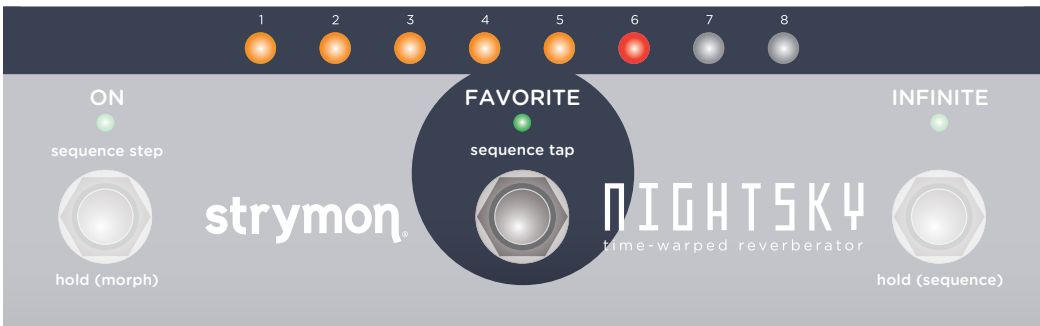 1 2 3 4 5 6 7 8
ON FAVORITE INFINITE
sequence step sequence tap
strymon® NIGHTSKY
time-warped reverberator
hold (morph) hold (sequence)